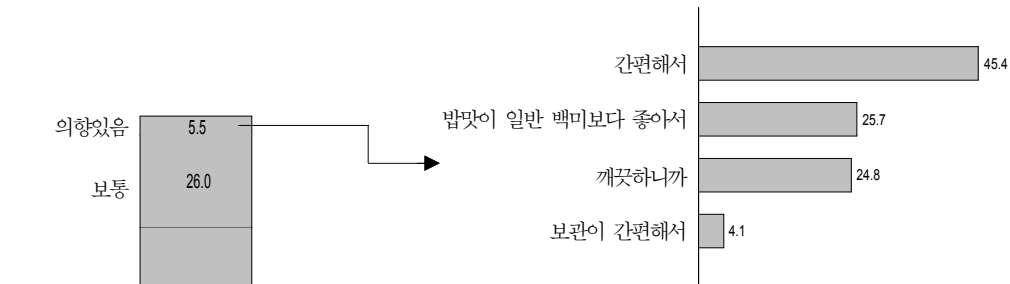 간편해서 45.4
의향있음 5.5 밥맛이 일반 백미보다 좋아서 25.7
보통 26.0 깨끗하니까 24.8
보관이 간편해서 4.1